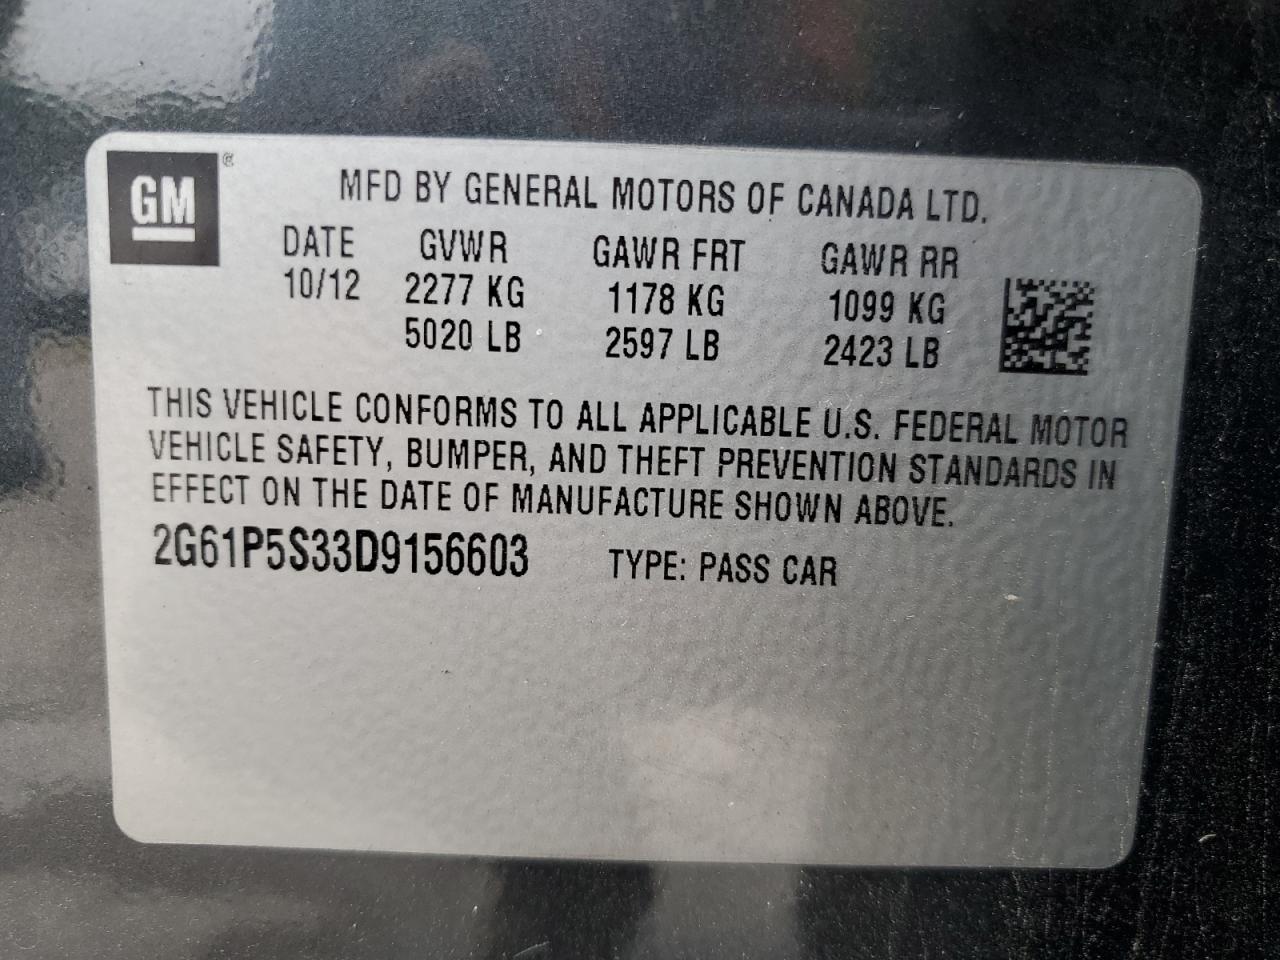 GM ®
MFD BY GENERAL MOTORS OF CANADA LTD.
DATE GVWR GAWR FRT GAWR RR
10/12 2277 KG 1178 KG 1099 KG
5020 LB 2597 LB 2423 LB
THIS VEHICLE CONFORMS TO ALL APPLICABLE U.S. FEDERAL MOTOR
VEHICLE SAFETY, BUMPER, AND THEFT PREVENTION STANDARDS IN
EFFECT ON THE DATE OF MANUFACTURE SHOWN ABOVE.
2G61P5S33D9156603 TYPE: PASS CAR